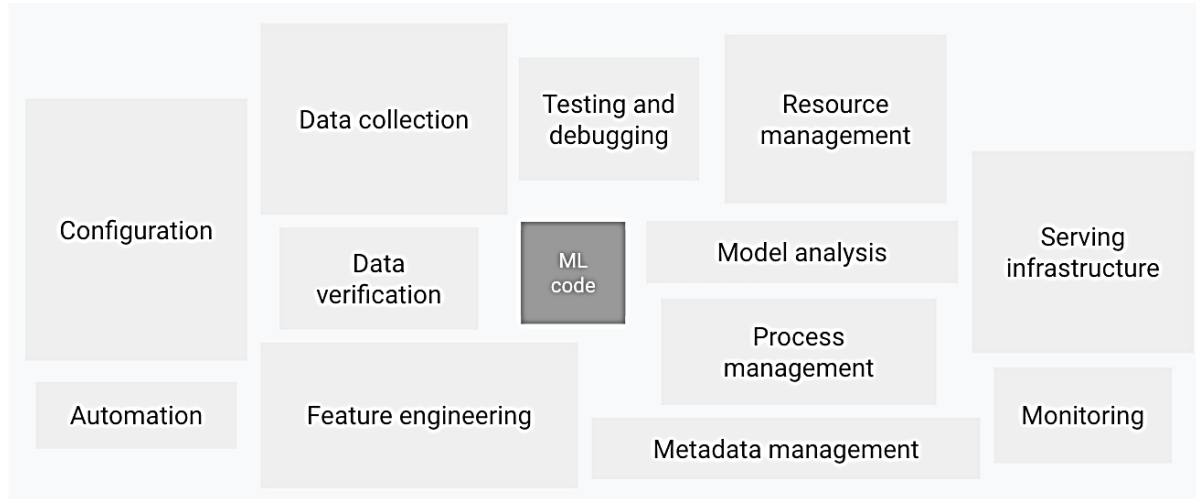 Data collection
Testing and
debugging
Resource
management
Configuration
Data
verification
ML
code
Model analysis
Serving
infrastructure
Process
management
Automation
Feature engineering
Metadata management
Monitoring